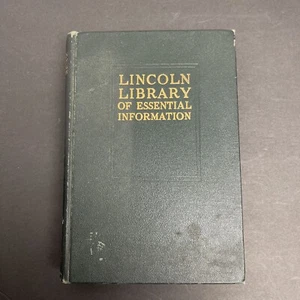 LINCOLN
LIBRARY
OF ESSENTIAL
INFORMATION